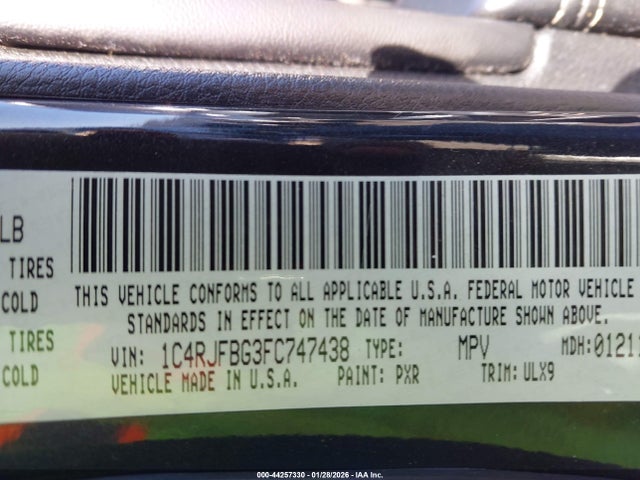 LB
TIRES
COLD
TIRES
COLD
THIS VEHICLE CONFORMS TO ALL APPLICABLE U.S.A. FEDERAL MOTOR VEHICLE
STANDARDS IN EFFECT ON THE DATE OF MANUFACTURE SHOWN ABOVE.
VIN: 1C4RJFBG3FC747438 TYPE: MPV MDH:01211
VEHICLE MADE IN U.S.A. PAINT: PXR TRIM:ULX9
000-44257330 - 01/28/2026 - IAA Inc.